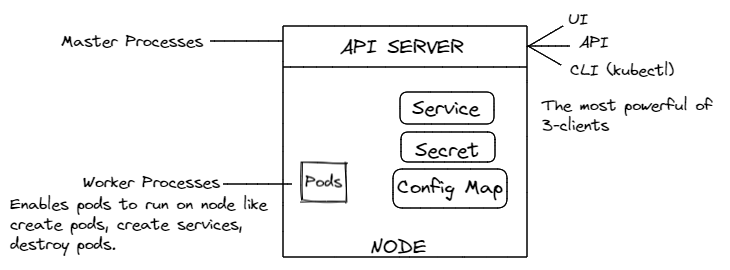 UI
Master Processes
API SERVER
API
CLI (kubectl)
Service
The most powerful of
3-clients
Secret
Worker Processes
Pods
Config Map
Enables pods to run on node like
create pods, create services,
destroy pods.
NODE